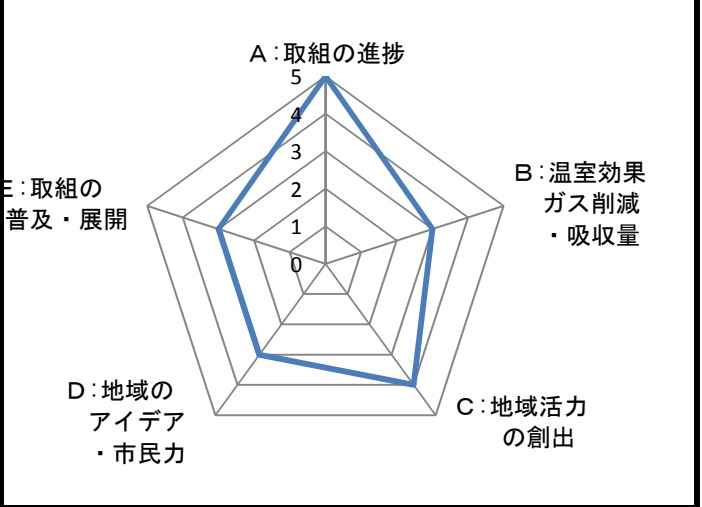 A:取組の進捗
5
4
3
2
1
0
B:温室効果
ガス削減
・吸収量
C:地域活力
の創出
D:地域の
アイデア
・市民力
E:取組の
普及・展開